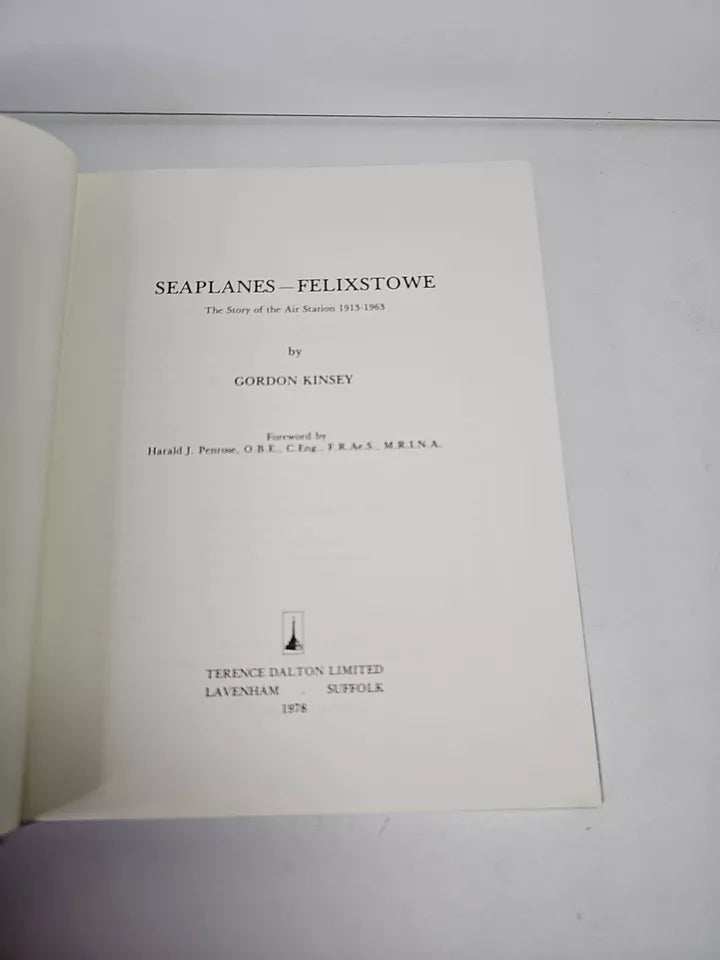 SEAPLANES — FELIXSTOWE
The Story of the Air Station 1913-1963
by
GORDON KINSEY
Foreword by
Harald J. Penrose, O.B.E., C.Eng., F.R.Ae.S., M.R.I.N.A.
TERENCE DALTON LIMITED
LAVENHAM . SUFFOLK
1978